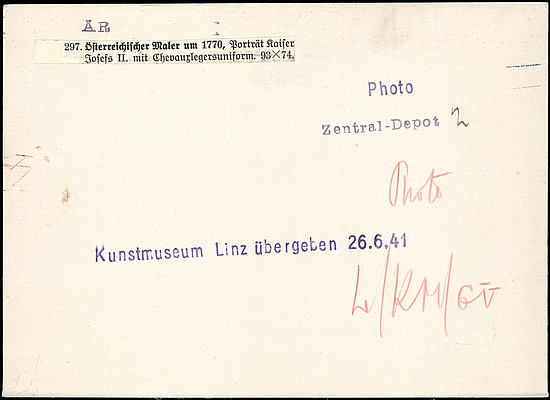 AR
297. Österreichischer Maler um 1770, Porträt Kaiser
Josefs II. mit Chevauxlegersuniform. 93×74.
Photo
Zentral-Depot 2
Photo
Kunstmuseum Linz übergeben 26.6.41